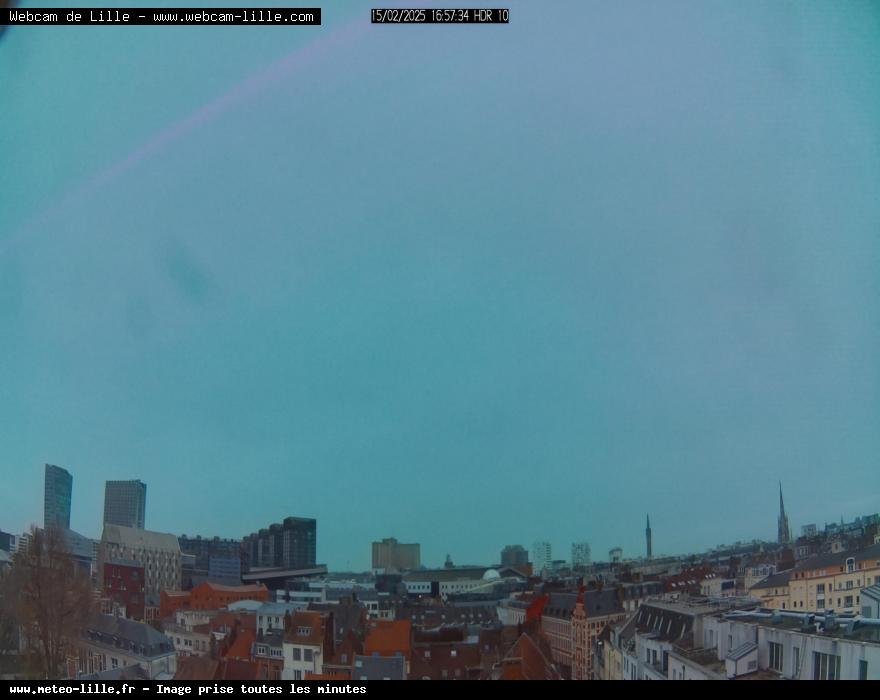 Webcam de Lille - www.webcam-lille.com
15/02/2025 16:57:34 HDR 10
www.meteo-lille.fr - Image prise toutes les minutes